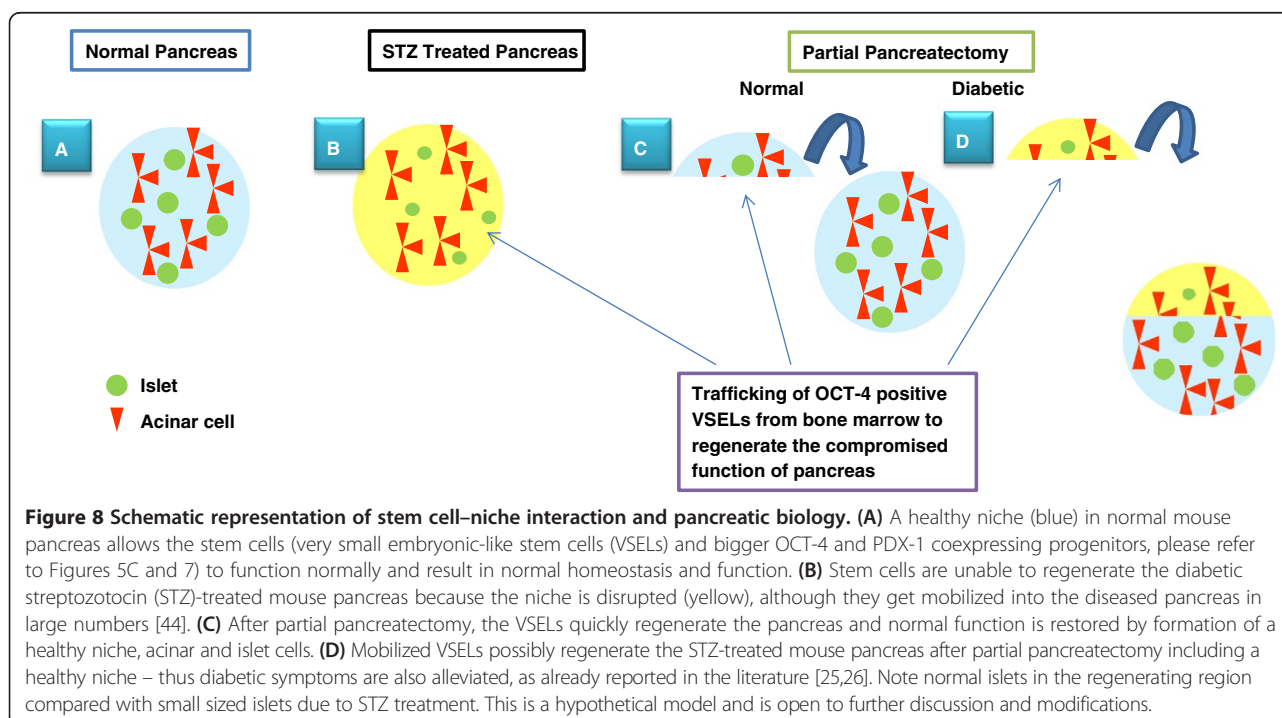 Normal Pancreas
STZ Treated Pancreas
Partial Pancreatectomy
Normal
Diabetic
A
B
C
D
Islet
Acinar cell
Trafficking of OCT-4 positive
VSELs from bone marrow to
regenerate the compromised
function of pancreas
Figure 8 Schematic representation of stem cell–niche interaction and pancreatic biology. (A) A healthy niche (blue) in normal mouse
pancreas allows the stem cells (very small embryonic-like stem cells (VSELs) and bigger OCT-4 and PDX-1 coexpressing progenitors, please refer
to Figures 5C and 7) to function normally and result in normal homeostasis and function. (B) Stem cells are unable to regenerate the diabetic
streptozotocin (STZ)-treated mouse pancreas because the niche is disrupted (yellow), although they get mobilized into the diseased pancreas in
large numbers [44]. (C) After partial pancreatectomy, the VSELs quickly regenerate the pancreas and normal function is restored by formation of a
healthy niche, acinar and islet cells. (D) Mobilized VSELs possibly regenerate the STZ-treated mouse pancreas after partial pancreatectomy including a
healthy niche – thus diabetic symptoms are also alleviated, as already reported in the literature [25,26]. Note normal islets in the regenerating region
compared with small sized islets due to STZ treatment. This is a hypothetical model and is open to further discussion and modifications.